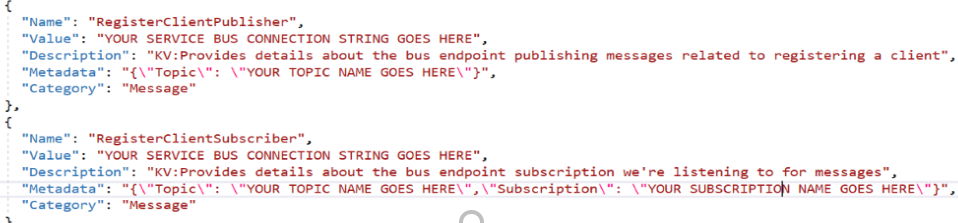 {
"Name": "RegisterClientPublisher",
"Value": "YOUR SERVICE BUS CONNECTION STRING GOES HERE",
"Description": "KV:Provides details about the bus endpoint publishing messages related to registering a client",
"Metadata": "{\"Topic\": \"YOUR TOPIC NAME GOES HERE\"}",
"Category": "Message"
},
{
"Name": "RegisterClientSubscriber",
"Value": "YOUR SERVICE BUS CONNECTION STRING GOES HERE",
"Description": "KV:Provides details about the bus endpoint subscription we're listening to for messages",
"Metadata": "{\"Topic\": \"YOUR TOPIC NAME GOES HERE\",\"Subscription\": \"YOUR SUBSCRIPTION NAME GOES HERE\"}",
"Category": "Message"
}